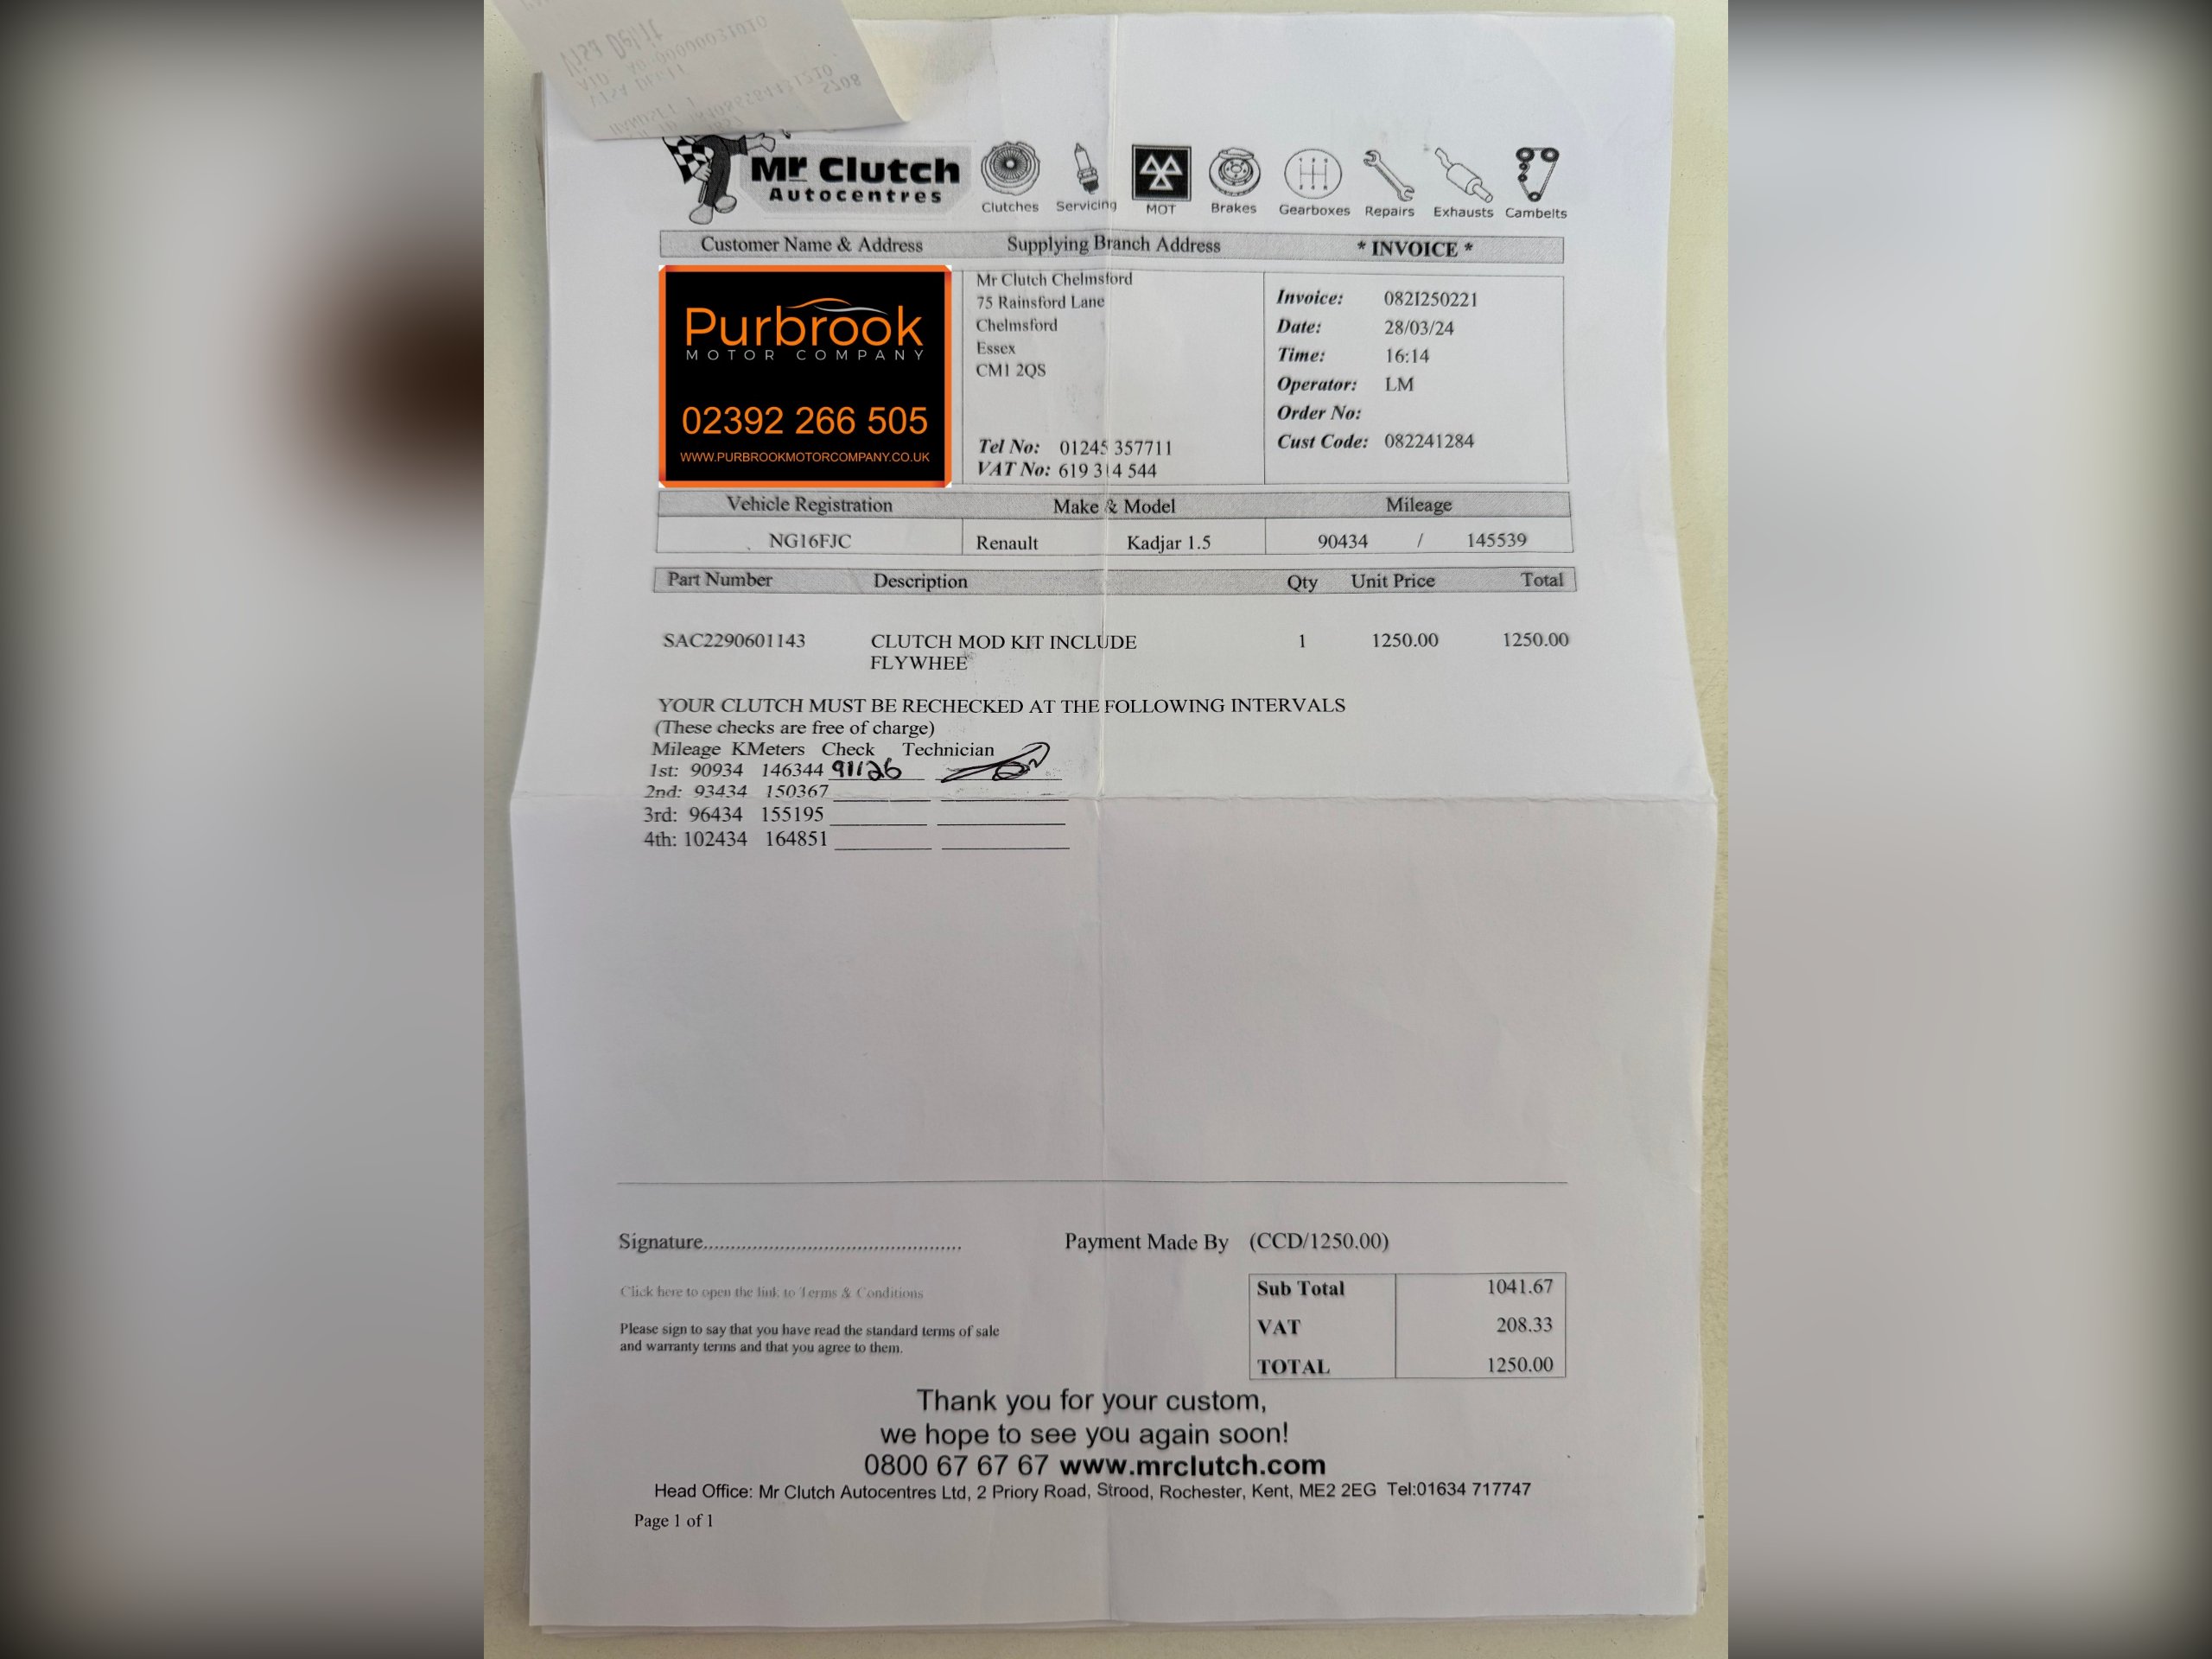 Visa Debit
Mr Clutch
Autocentres
Clutches Servicing MOT Brakes Gearboxes Repairs Exhausts Cambelts
Customer Name & Address Supplying Branch Address * INVOICE *
Purbrook
MOTOR COMPANY
02392 266 505
WWW.PURBROOKMOTORCOMPANY.CO.UK
Mr Clutch Chelmsford
75 Rainsford Lane
Chelmsford
Essex
CM1 2QS
Tel No: 01245 357711
VAT No: 619 314 544
Invoice: 082I250221
Date: 28/03/24
Time: 16:14
Operator: LM
Order No:
Cust Code: 082241284
Vehicle Registration Make & Model Mileage
NG16FJC Renault Kadjar 1.5 90434 / 145539
Part Number Description Qty Unit Price Total
SAC2290601143 CLUTCH MOD KIT INCLUDE 1 1250.00 1250.00
FLYWHEE
YOUR CLUTCH MUST BE RECHECKED AT THE FOLLOWING INTERVALS
(These checks are free of charge)
Mileage KMeters Check Technician
1st: 90934 146344 91126
2nd: 93434 150367
3rd: 96434 155195
4th: 102434 164851
Signature............................................... Payment Made By (CCD/1250.00)
Click here to open the link to Terms & Conditions
Please sign to say that you have read the standard terms of sale
and warranty terms and that you agree to them.
Sub Total 1041.67
VAT 208.33
TOTAL 1250.00
Thank you for your custom,
we hope to see you again soon!
0800 67 67 67 www.mrclutch.com
Head Office: Mr Clutch Autocentres Ltd, 2 Priory Road, Strood, Rochester, Kent, ME2 2EG Tel:01634 717747
Page 1 of 1